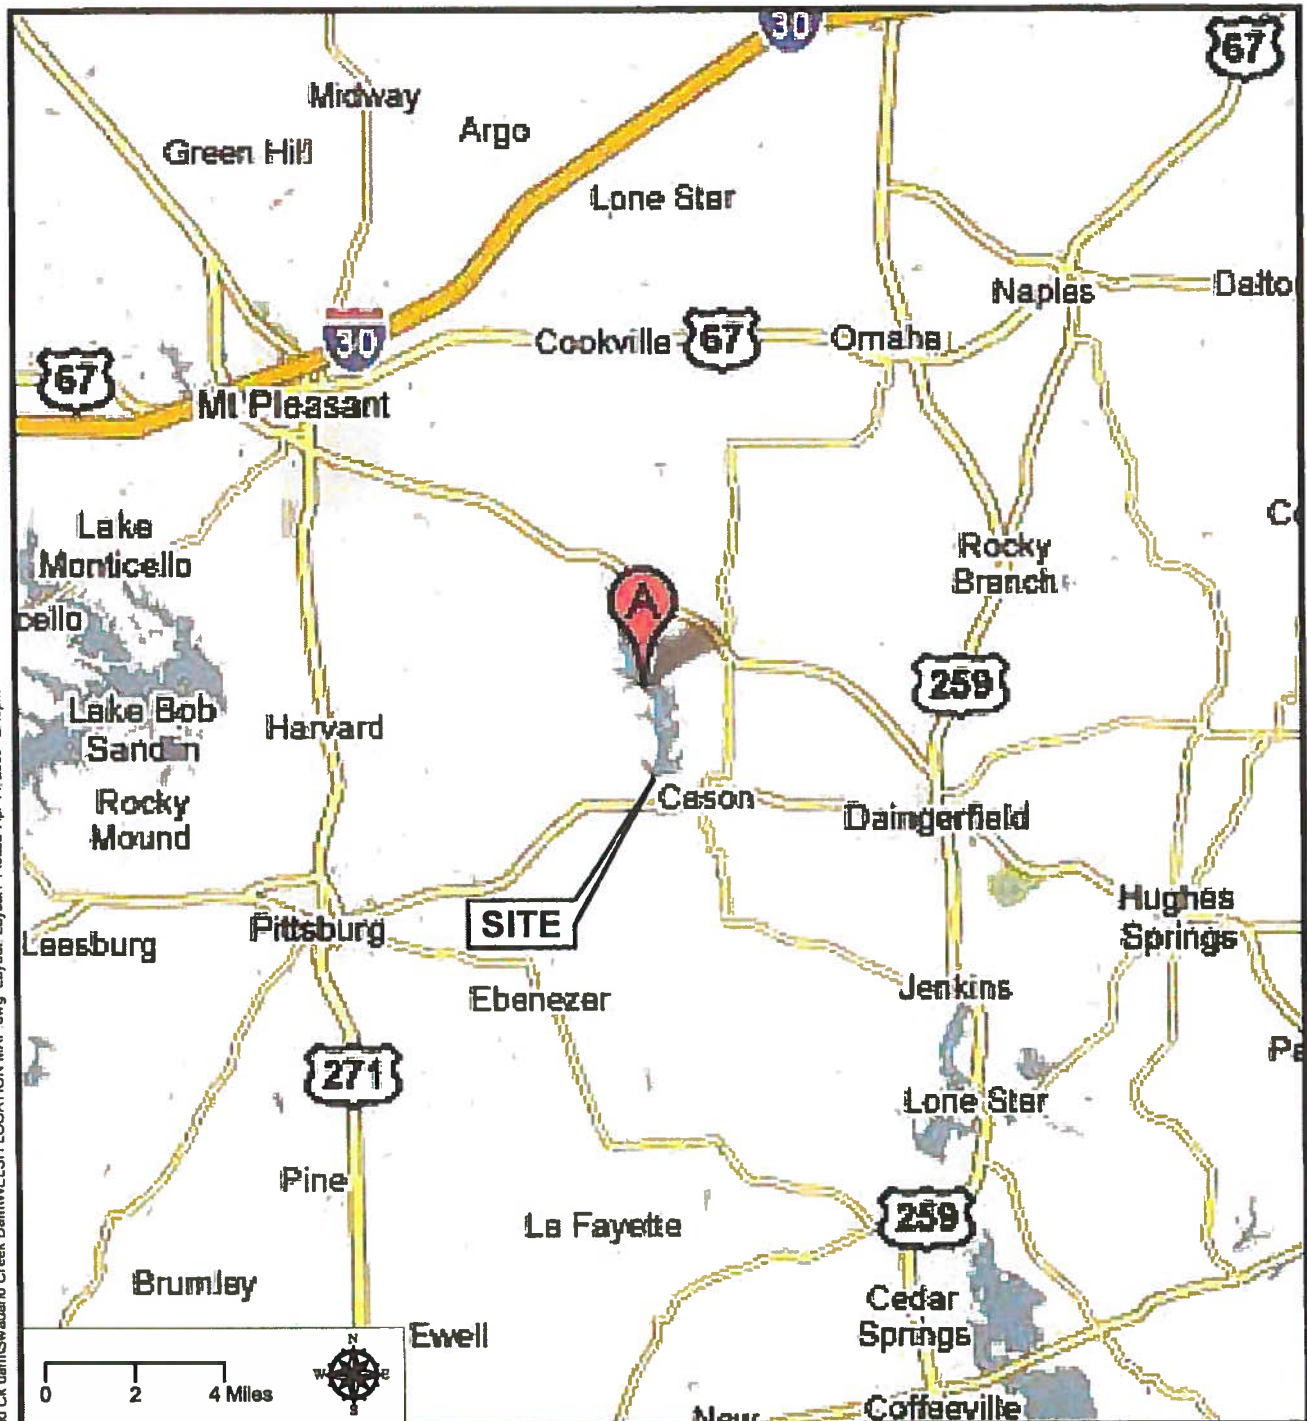 30
67
Midway
Argo
Green Hill
Lone Star
Naples
Dalto
30
Cookville
67
Omaha
67
Mt Pleasant
Lake
Monticello
Rocky
Branch
A
cello
259
Lake Bob
Sandlin
Harvard
Rocky
Mound
Cason
Daingerfield
Hughes
Springs
SITE
Pittsburg
Leesburg
Ebenezer
Jenkins
271
Lone Star
Pine
259
La Fayette
Brumley
Cedar
Springs
Ewell
N
W
E
S
0 2 4 Miles
Coffeeville